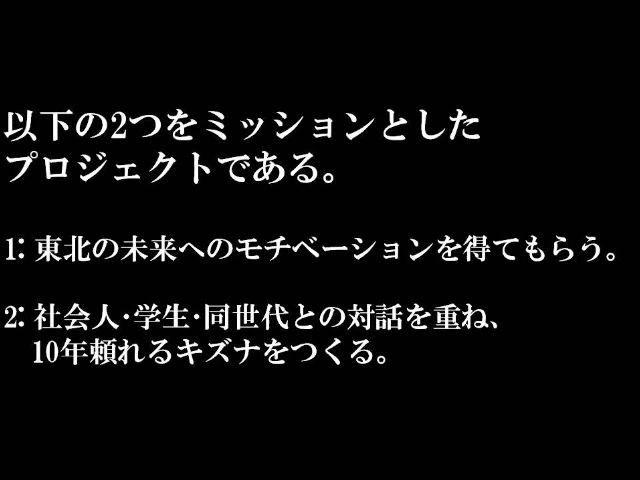 以下の2つをミッションとした
プロジェクトである。
1: 東北の未来へのモチベーションを得てもらう。
2: 社会人・学生・同世代との対話を重ね、
10年頼れるキズナをつくる。